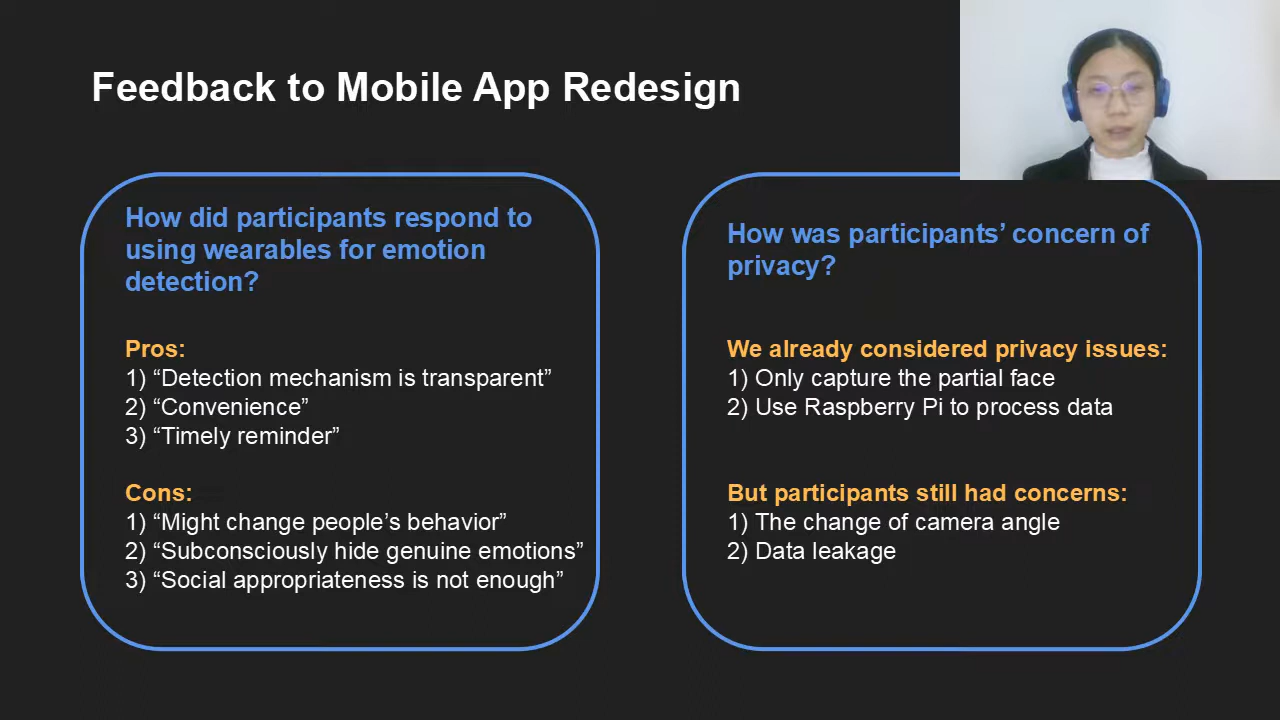 Feedback to Mobile App Redesign
How did participants respond to
using wearables for emotion
detection?
Pros:
1) “Detection mechanism is transparent”
2) “Convenience”
3) “Timely reminder”
Cons:
1) “Might change people’s behavior”
2) “Subconsciously hide genuine emotions”
3) “Social appropriateness is not enough”
How was participants’ concern of
privacy?
We already considered privacy issues:
1) Only capture the partial face
2) Use Raspberry Pi to process data
But participants still had concerns:
1) The change of camera angle
2) Data leakage